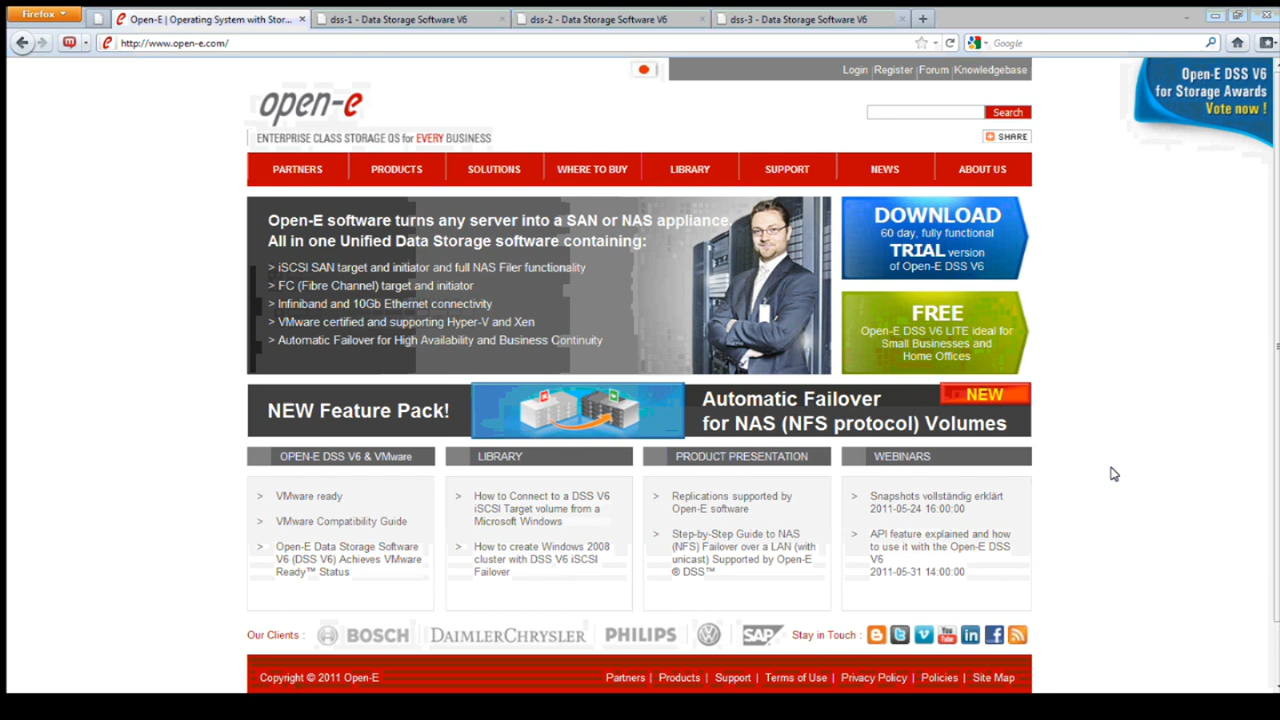 Firefox
Open-E | Operating System with Stor...
dss-1 - Data Storage Software V6
dss-2 - Data Storage Software V6
dss-3 - Data Storage Software V6
http://www.open-e.com/
Google
Login | Register | Forum | Knowledgebase
Open-E DSS V6
for Storage Awards
Vote now !
open-e
ENTERPRISE CLASS STORAGE OS for EVERY BUSINESS
Search
SHARE
PARTNERS
PRODUCTS
SOLUTIONS
WHERE TO BUY
LIBRARY
SUPPORT
NEWS
ABOUT US
Open-E software turns any server into a SAN or NAS appliance.
All in one Unified Data Storage software containing:
> iSCSI SAN target and initiator and full NAS Filer functionality
> FC (Fibre Channel) target and initiator
> Infiniband and 10Gb Ethernet connectivity
> VMware certified and supporting Hyper-V and Xen
> Automatic Failover for High Availability and Business Continuity
DOWNLOAD
60 day, fully functional
TRIAL version
of Open-E DSS V6
FREE
Open-E DSS V6 LITE ideal for
Small Businesses and
Home Offices
NEW Feature Pack!
Automatic Failover
for NAS (NFS protocol) Volumes
NEW
OPEN-E DSS V6 & VMware
> VMware ready
> VMware Compatibility Guide
> Open-E Data Storage Software
V6 (DSS V6) Achieves VMware
Ready™ Status
LIBRARY
> How to Connect to a DSS V6
iSCSI Target volume from a
Microsoft Windows
> How to create Windows 2008
cluster with DSS V6 iSCSI
Failover
PRODUCT PRESENTATION
> Replications supported by
Open-E software
> Step-by-Step Guide to NAS
(NFS) Failover over a LAN (with
unicast) Supported by Open-E
® DSS™
WEBINARS
> Snapshots vollständig erklärt
2011-05-24 16:00:00
> API feature explained and how
to use it with the Open-E DSS
V6
2011-05-31 14:00:00
Our Clients :
BOSCH
DAIMLERCHRYSLER
PHILIPS
SAP
Stay in Touch :
You Tube
in
Copyright © 2011 Open-E
Partners | Products | Support | Terms of Use | Privacy Policy | Policies | Site Map